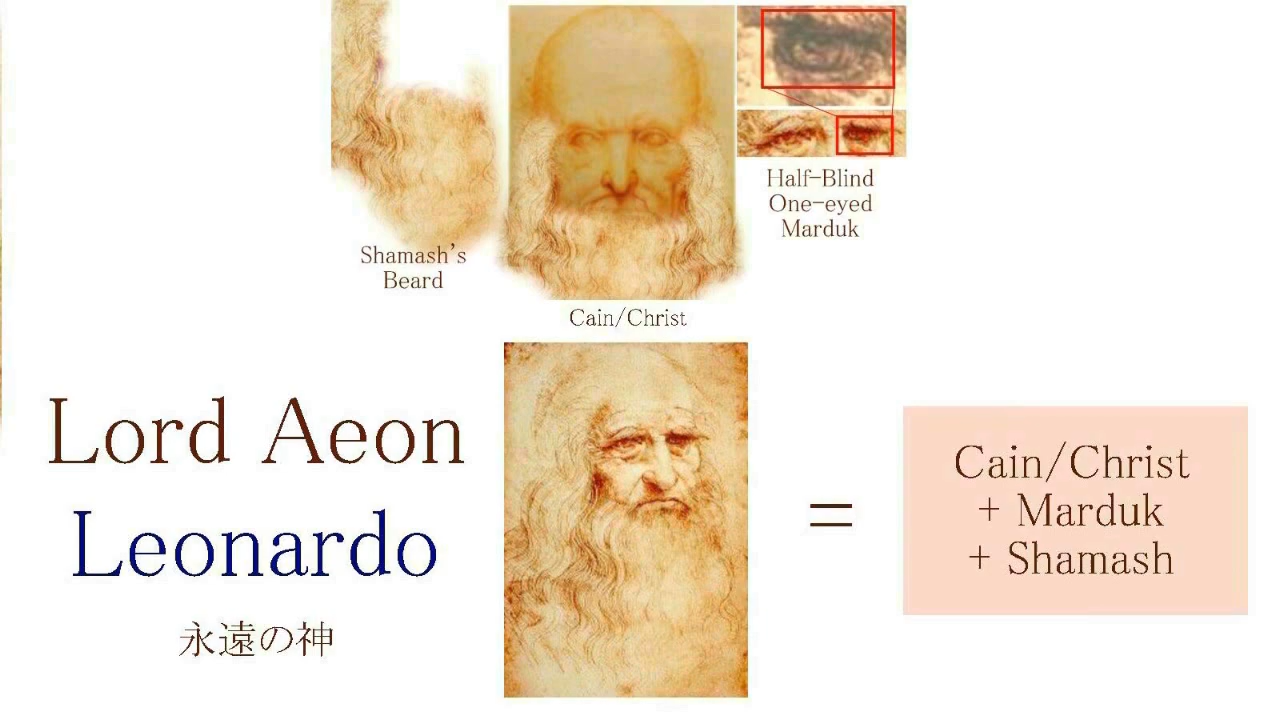 Shamash's
Beard
Cain/Christ
Half-Blind
One-eyed
Marduk
Lord Aeon
Leonardo
永遠の神
=
Cain/Christ
+ Marduk
+ Shamash